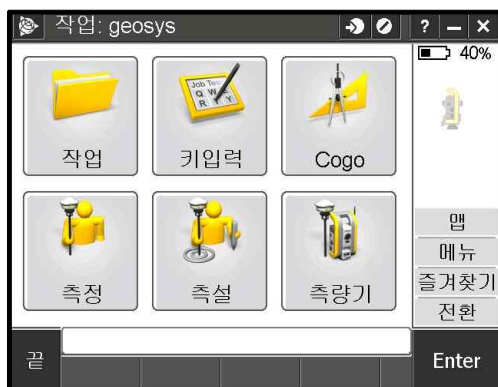 작업: geosys
? – ×
40%
작업
키입력
Cogo
측정
측설
측량기
맵
메뉴
즐겨찾기
전환
끝
Enter